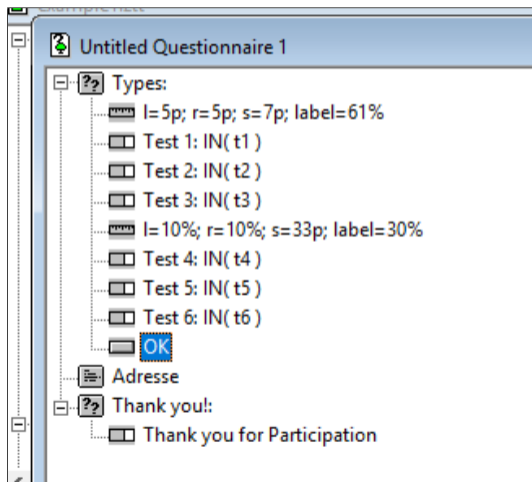 Untitled Questionnaire 1
Types:
l=5p; r=5p; s=7p; label=61%
Test 1: IN( t1 )
Test 2: IN( t2 )
Test 3: IN( t3 )
l=10%; r=10%; s=33p; label=30%
Test 4: IN( t4 )
Test 5: IN( t5 )
Test 6: IN( t6 )
OK
Adresse
Thank you!:
Thank you for Participation